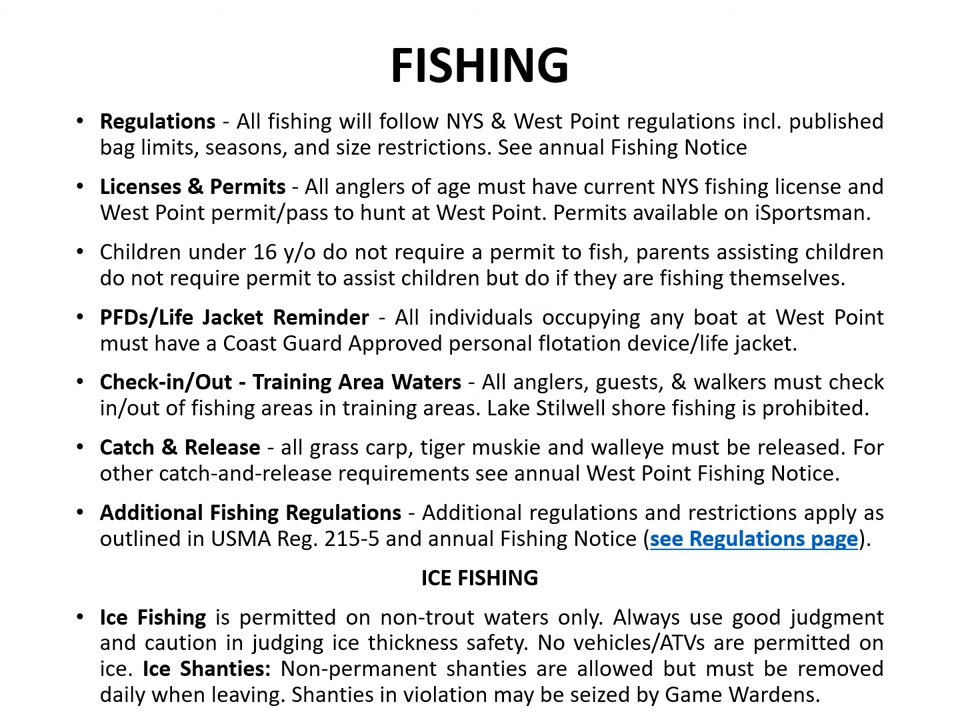 FISHING
• Regulations - All fishing will follow NYS & West Point regulations incl. published
bag limits, seasons, and size restrictions. See annual Fishing Notice
• Licenses & Permits - All anglers of age must have current NYS fishing license and
West Point permit/pass to hunt at West Point. Permits available on iSportsman.
• Children under 16 y/o do not require a permit to fish, parents assisting children
do not require permit to assist children but do if they are fishing themselves.
• PFDs/Life Jacket Reminder - All individuals occupying any boat at West Point
must have a Coast Guard Approved personal flotation device/life jacket.
• Check-in/Out - Training Area Waters - All anglers, guests, & walkers must check
in/out of fishing areas in training areas. Lake Stilwell shore fishing is prohibited.
• Catch & Release - all grass carp, tiger muskie and walleye must be released. For
other catch-and-release requirements see annual West Point Fishing Notice.
• Additional Fishing Regulations - Additional regulations and restrictions apply as
outlined in USMA Reg. 215-5 and annual Fishing Notice (see Regulations page).
ICE FISHING
• Ice Fishing is permitted on non-trout waters only. Always use good judgment
and caution in judging ice thickness safety. No vehicles/ATVs are permitted on
ice. Ice Shanties: Non-permanent shanties are allowed but must be removed
daily when leaving. Shanties in violation may be seized by Game Wardens.